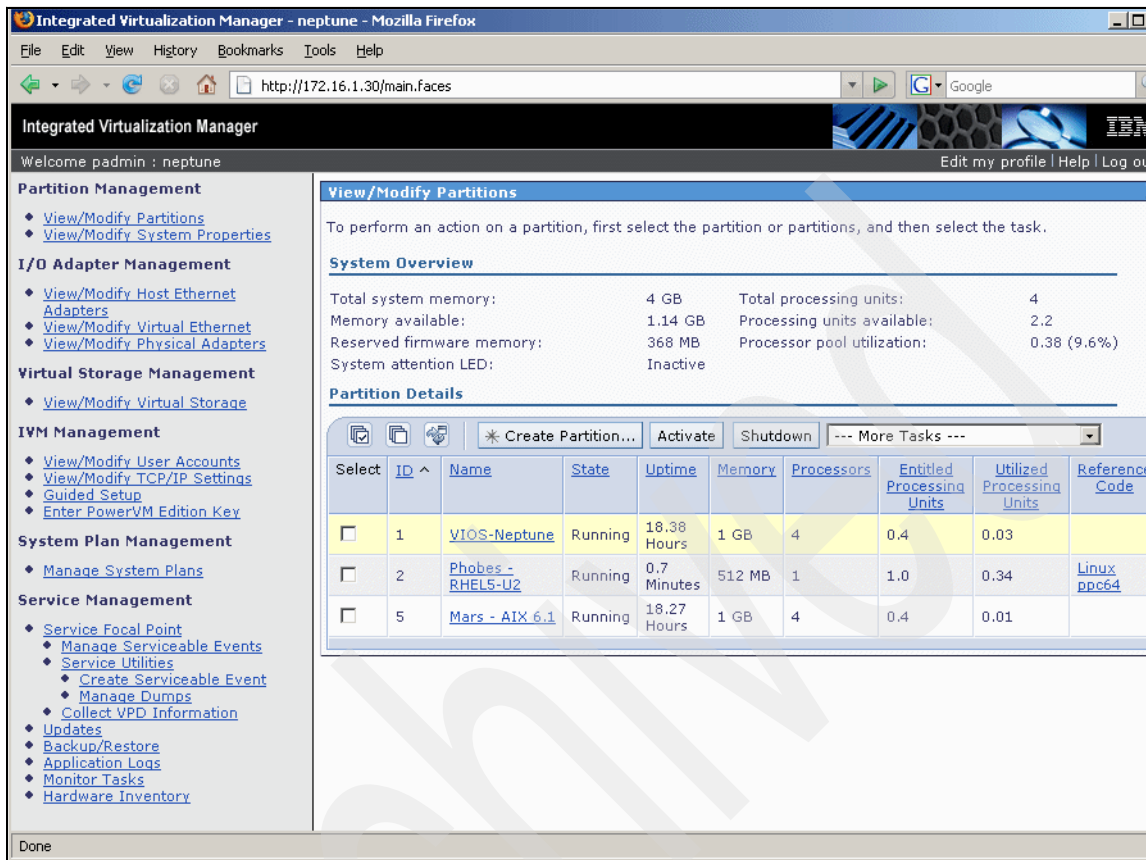 Integrated Virtualization Manager - neptune - Mozilla Firefox
File Edit View History Bookmarks Tools Help
http://172.16.1.30/main.faces
G Google
Integrated Virtualization Manager
IBM
Welcome padmin : neptune
Edit my profile | Help | Log ou
Partition Management
View/Modify Partitions
View/Modify System Properties
I/O Adapter Management
View/Modify Host Ethernet
Adapters
View/Modify Virtual Ethernet
View/Modify Physical Adapters
Virtual Storage Management
View/Modify Virtual Storage
IVM Management
View/Modify User Accounts
View/Modify TCP/IP Settings
Guided Setup
Enter PowerVM Edition Key
System Plan Management
Manage System Plans
Service Management
Service Focal Point
Manage Serviceable Events
Service Utilities
Create Serviceable Event
Manage Dumps
Collect VPD Information
Updates
Backup/Restore
Application Logs
Monitor Tasks
Hardware Inventory
View/Modify Partitions
To perform an action on a partition, first select the partition or partitions, and then select the task.
System Overview
Total system memory: 4 GB Total processing units: 4
Memory available: 1.14 GB Processing units available: 2.2
Reserved firmware memory: 368 MB Processor pool utilization: 0.38 (9.6%)
System attention LED: Inactive
Partition Details
Create Partition... Activate Shutdown --- More Tasks ---
Select ID ^ Name State Uptime Memory Processors Entitled Utilized Reference
Processing Processing Code
Units Units
1 VIOS-Neptune Running 18.38 1 GB 4 0.4 0.03
Hours
2 Phobes - Running 0.7 512 MB 1 1.0 0.34 Linux
RHEL5-U2 Minutes ppc64
5 Mars - AIX 6.1 Running 18.27 1 GB 4 0.4 0.01
Hours
Done